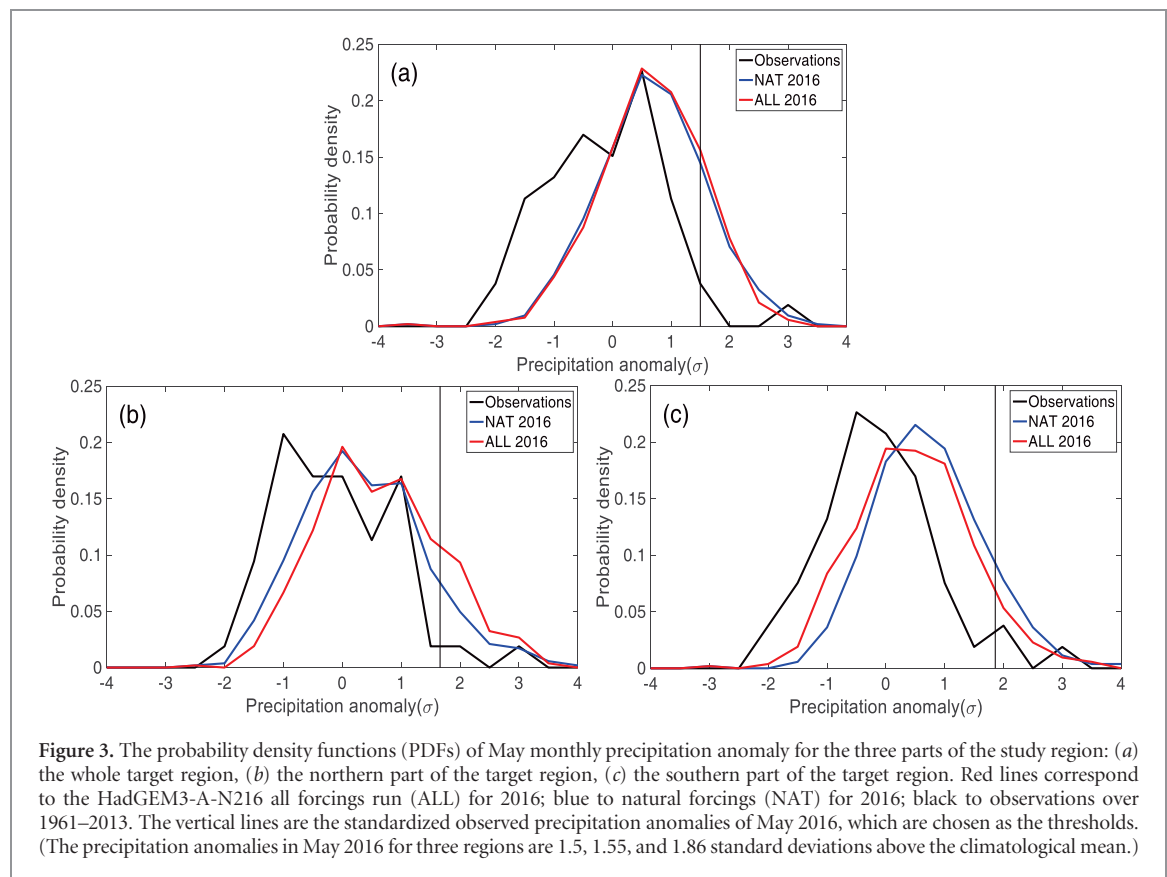 (a)
Observations
NAT 2016
ALL 2016
Probability density
0.25
0.2
0.15
0.1
0.05
0
-4 -3 -2 -1 0 1 2 3 4
Precipitation anomaly(σ)
(b)
Observations
NAT 2016
ALL 2016
Probability density
0.25
0.2
0.15
0.1
0.05
0
-4 -3 -2 -1 0 1 2 3 4
Precipitation anomaly(σ)
(c)
Observations
NAT 2016
ALL 2016
Probability density
0.25
0.2
0.15
0.1
0.05
0
-4 -3 -2 -1 0 1 2 3 4
Precipitation anomaly(σ)
Figure 3. The probability density functions (PDFs) of May monthly precipitation anomaly for the three parts of the study region: (a)
the whole target region, (b) the northern part of the target region, (c) the southern part of the target region. Red lines correspond
to the HadGEM3-A-N216 all forcings run (ALL) for 2016; blue to natural forcings (NAT) for 2016; black to observations over
1961–2013. The vertical lines are the standardized observed precipitation anomalies of May 2016, which are chosen as the thresholds.
(The precipitation anomalies in May 2016 for three regions are 1.5, 1.55, and 1.86 standard deviations above the climatological mean.)